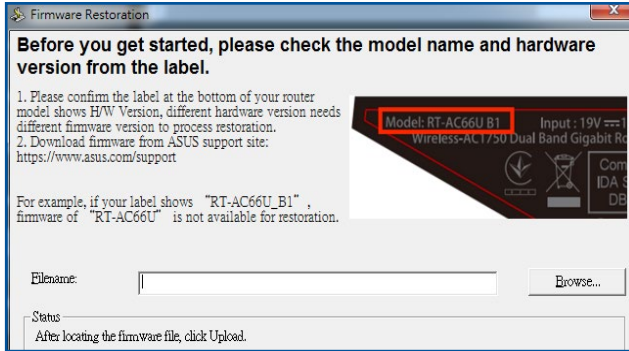 Firmware Restoration
Before you get started, please check the model name and hardware
version from the label.
1. Please confirm the label at the bottom of your router
model shows H/W Version, different hardware version needs
different firmware version to process restoration.
2. Download firmware from ASUS support site:
https://www.asus.com/support
Model: RT-AC66U B1
Input : 19V
Wireless-AC1750 Dual Band Gigabit
Com
IDA S
DB
For example, if your label shows “RT-AC66U_B1”,
firmware of “RT-AC66U” is not available for restoration.
Filename:
Browse...
Status
After locating the firmware file, click Upload.